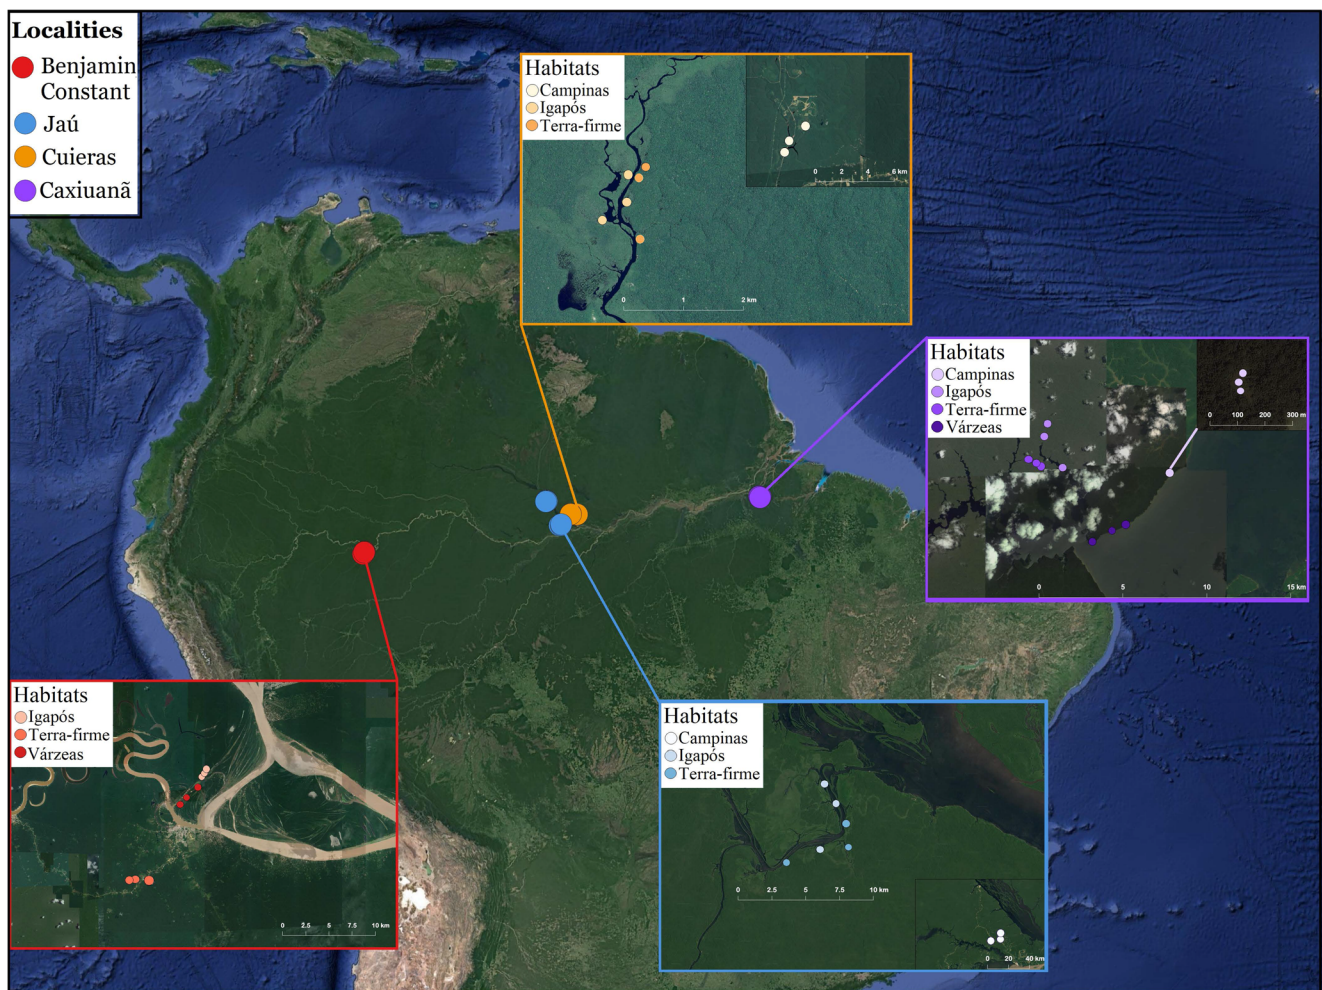 Localities
Benjamin
Constant
Jaú
Cuieras
Caxiuanã
Habitats
Campinas
Igapós
Terra-firme
0 2 4 6 km
0 1 2 km
Habitats
Campinas
Igapós
Terra-firme
Várzeas
0 100 200 300 m
0 5 10 15 km
Habitats
Igapós
Terra-firme
Várzeas
0 2.5 5 7.5 10 km
Habitats
Campinas
Igapós
Terra-firme
0 2.5 5 7.5 10 km
0 20 40 km